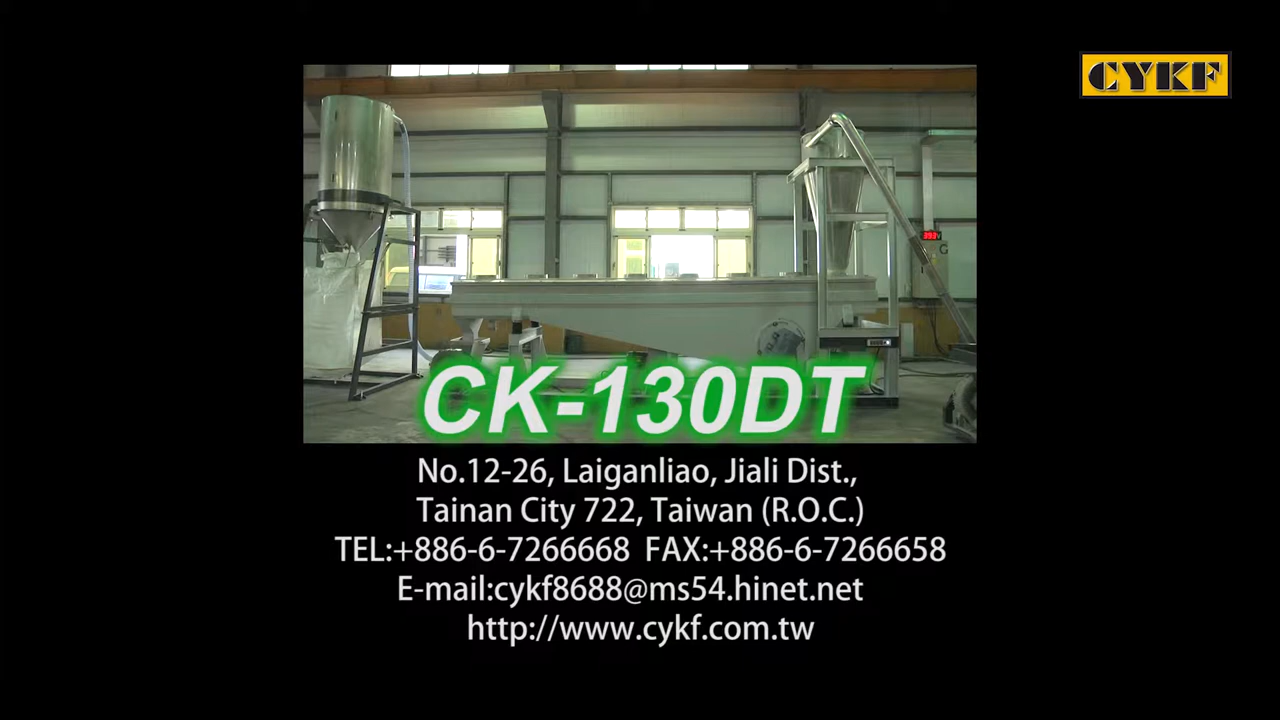 CYKF
CK-130DT
No.12-26, Laiganliao, Jiali Dist.,
Tainan City 722, Taiwan (R.O.C.)
TEL:+886-6-7266668  FAX:+886-6-7266658
E-mail:cykf8688@ms54.hinet.net
http://www.cykf.com.tw